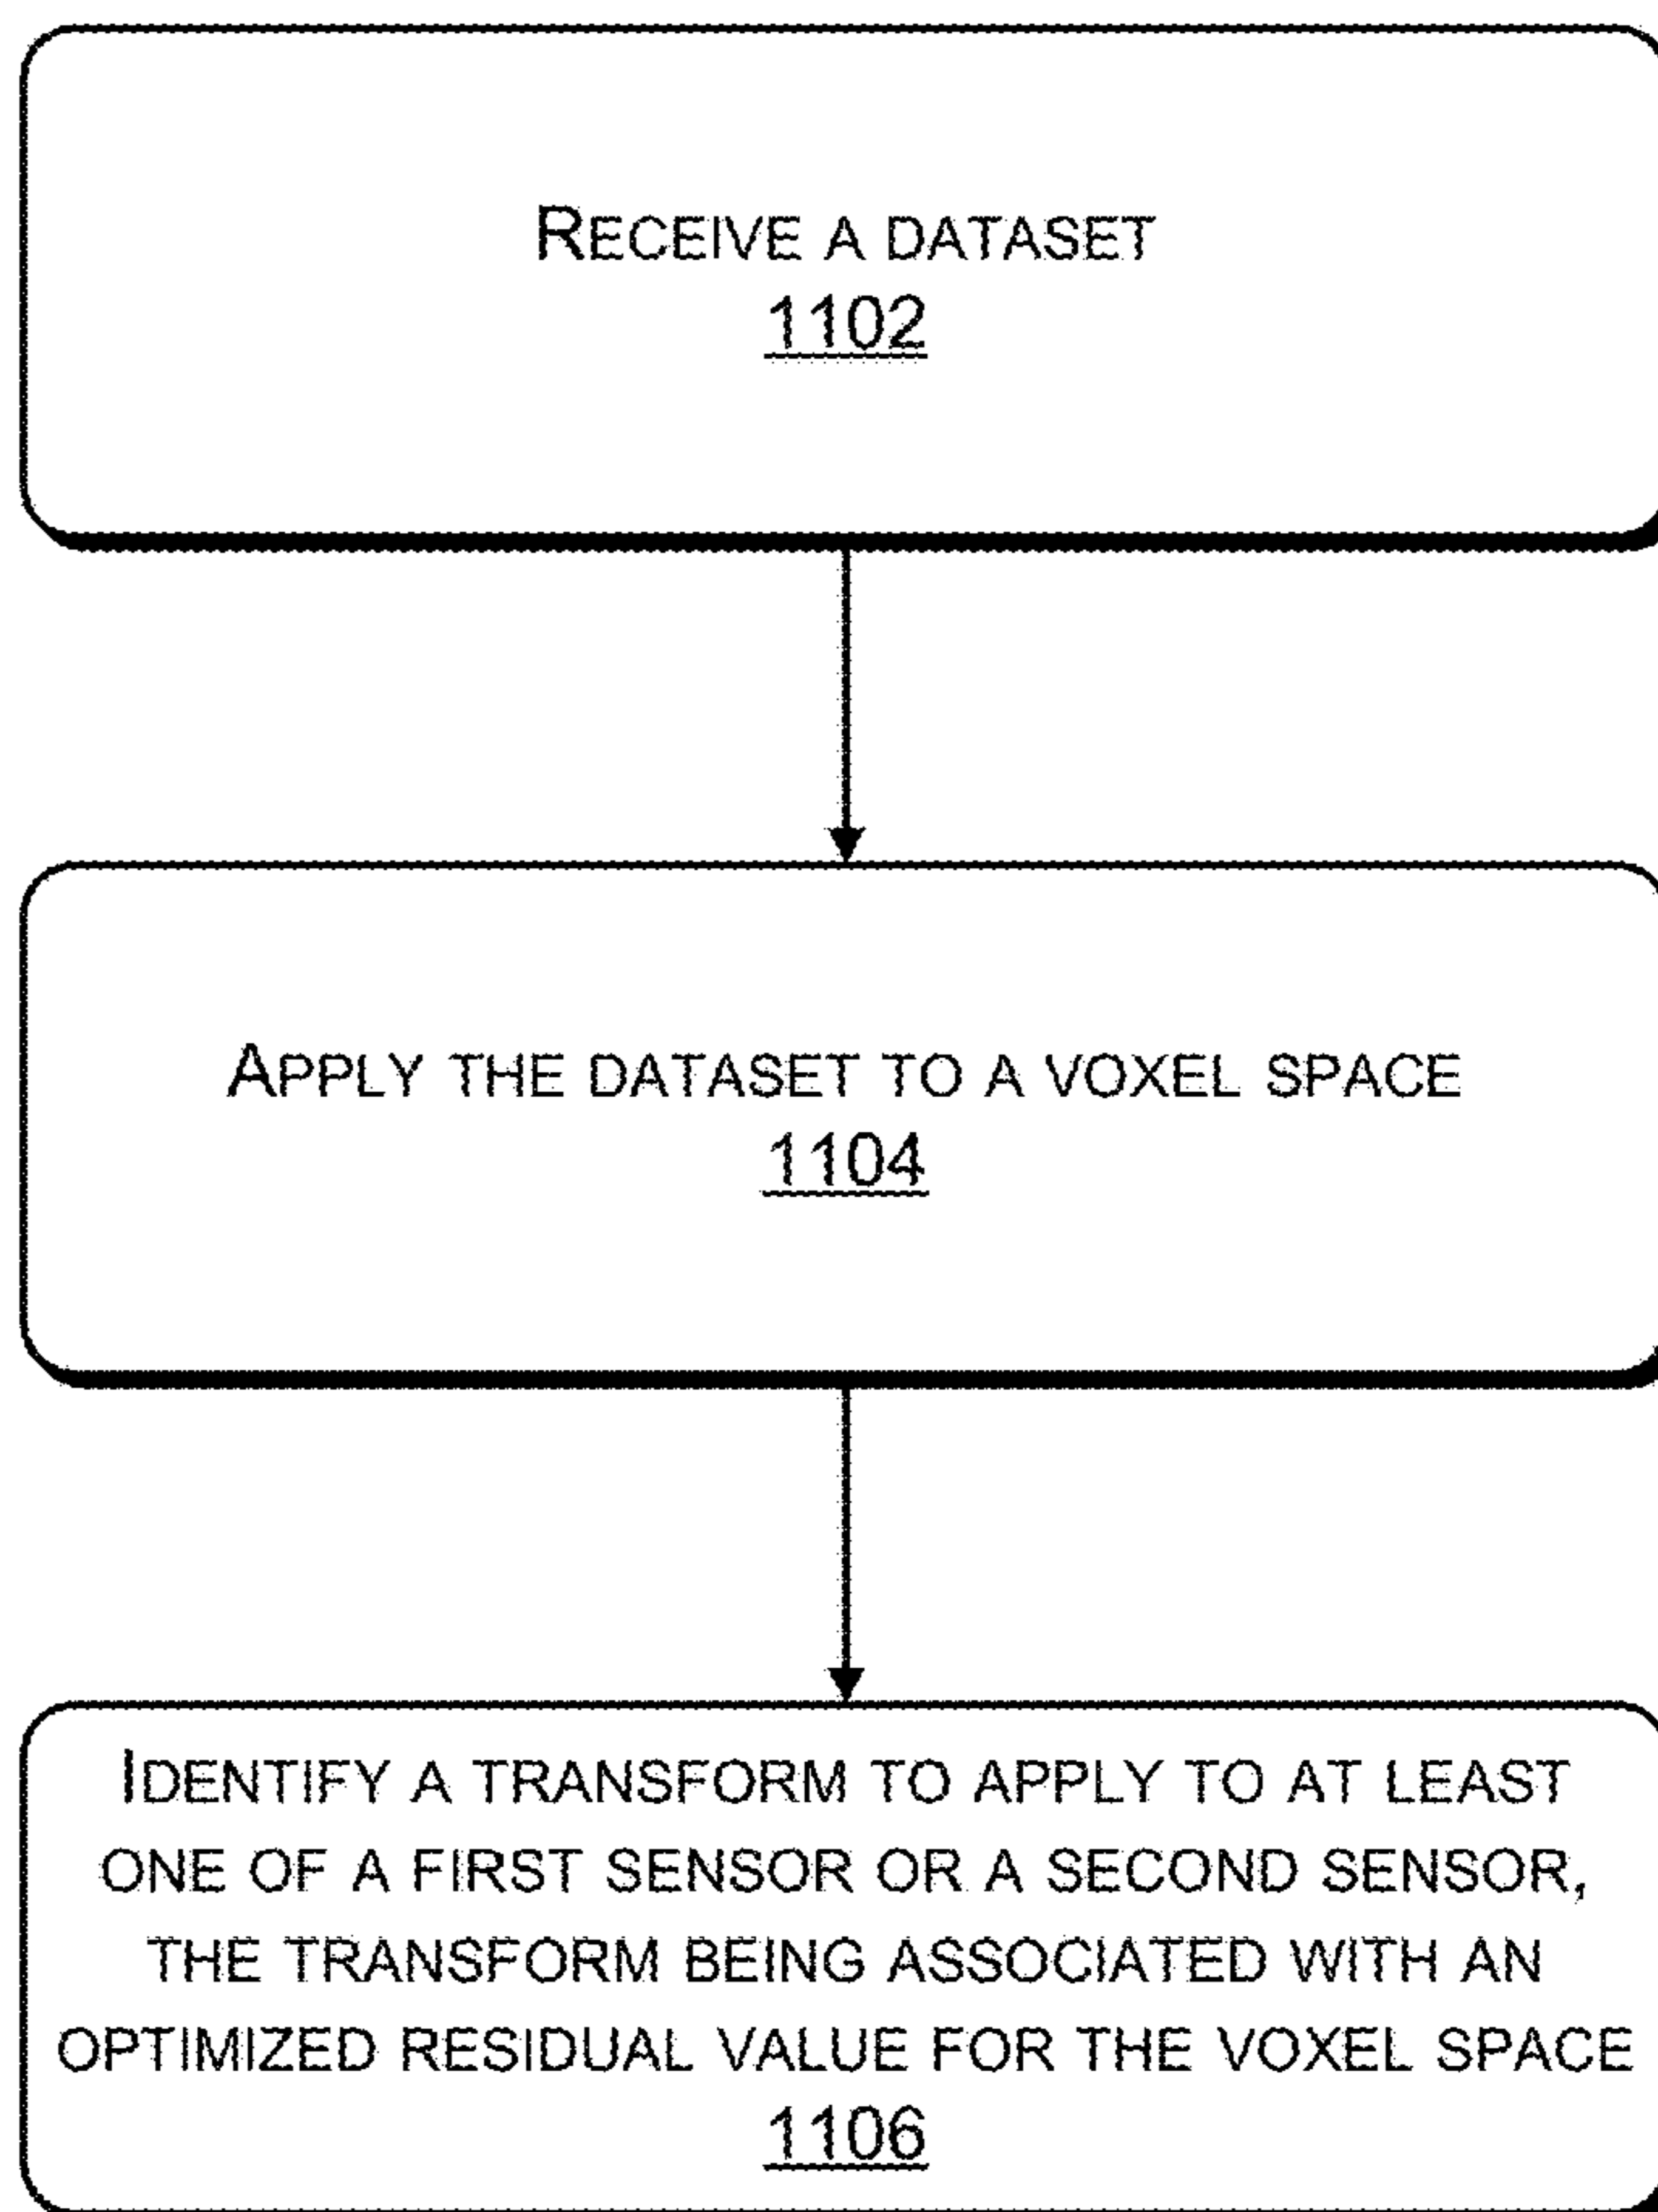 RECEIVE A DATASET
1102
APPLY THE DATASET TO A VOXEL SPACE
1104
IDENTIFY A TRANSFORM TO APPLY TO AT LEAST
ONE OF A FIRST SENSOR OR A SECOND SENSOR,
THE TRANSFORM BEING ASSOCIATED WITH AN
OPTIMIZED RESIDUAL VALUE FOR THE VOXEL SPACE
1106